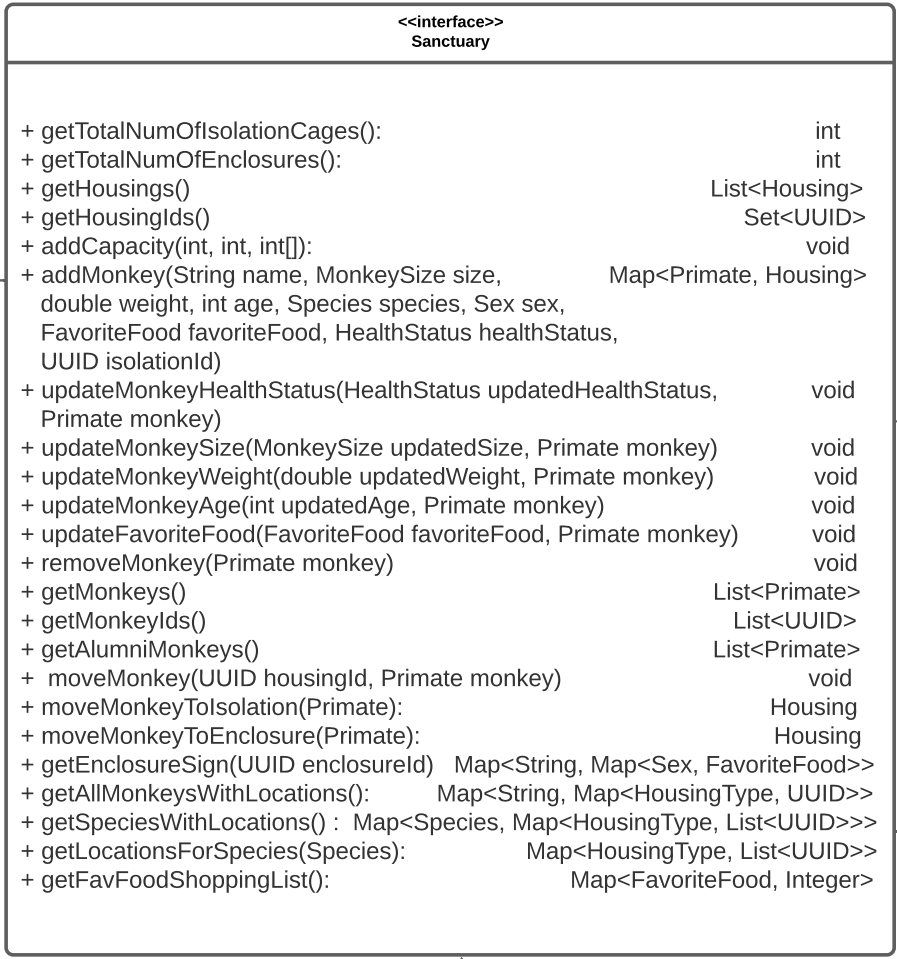 <<interface>>
Sanctuary
+ getTotalNumOfIsolationCages(): int
+ getTotalNumOfEnclosures(): int
+ getHousings() List<Housing>
+ getHousingIds() Set<UUID>
+ addCapacity(int, int, int[]): void
+ addMonkey(String name, MonkeySize size, Map<Primate, Housing>
double weight, int age, Species species, Sex sex,
FavoriteFood favoriteFood, HealthStatus healthStatus,
UUID isolationId)
+ updateMonkeyHealthStatus(HealthStatus updatedHealthStatus, void
Primate monkey)
+ updateMonkeySize(MonkeySize updatedSize, Primate monkey) void
+ updateMonkeyWeight(double updatedWeight, Primate monkey) void
+ updateMonkeyAge(int updatedAge, Primate monkey) void
+ updateFavoriteFood(FavoriteFood favoriteFood, Primate monkey) void
+ removeMonkey(Primate monkey) void
+ getMonkeys() List<Primate>
+ getMonkeyIds() List<UUID>
+ getAlumniMonkeys() List<Primate>
+ moveMonkey(UUID housingId, Primate monkey) void
+ moveMonkeyToIsolation(Primate): Housing
+ moveMonkeyToEnclosure(Primate): Housing
+ getEnclosureSign(UUID enclosureId) Map<String, Map<Sex, FavoriteFood>>
+ getAllMonkeysWithLocations(): Map<String, Map<HousingType, UUID>>
+ getSpeciesWithLocations() : Map<Species, Map<HousingType, List<UUID>>>
+ getLocationsForSpecies(Species): Map<HousingType, List<UUID>>
+ getFavFoodShoppingList(): Map<FavoriteFood, Integer>